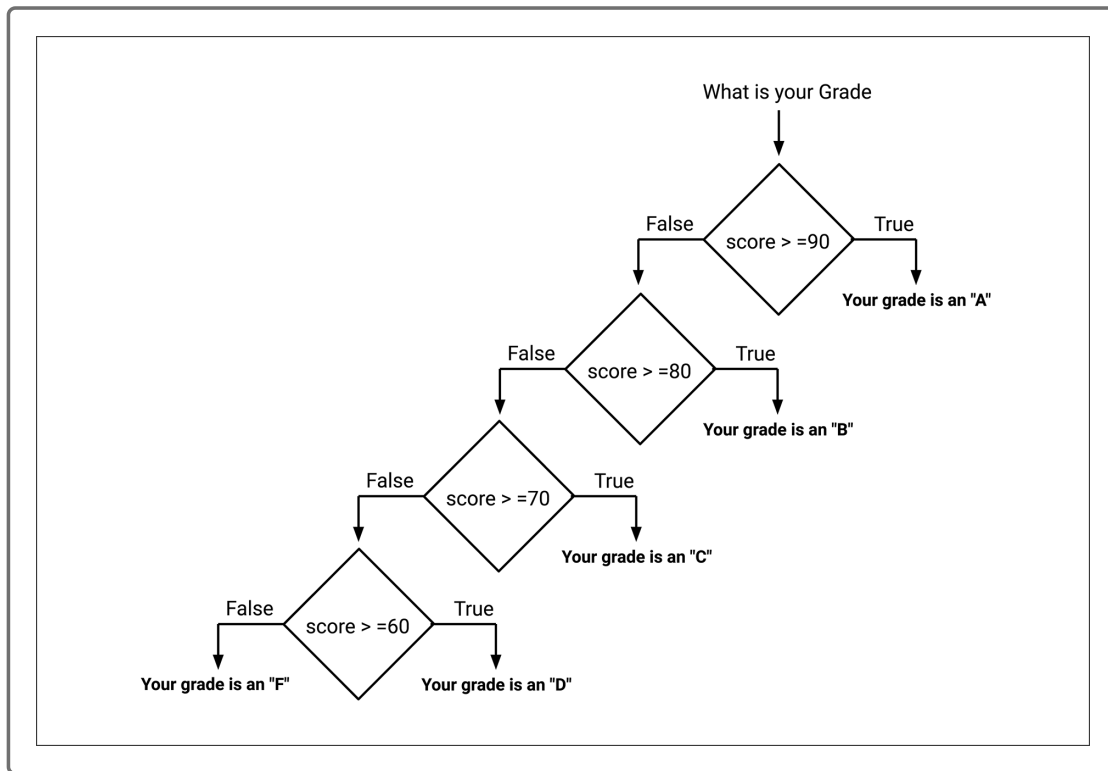 What is your Grade
False
True
score > =90
Your grade is an "A"
False
True
score > =80
Your grade is an "B"
False
True
score > =70
Your grade is an "C"
False
True
score > =60
Your grade is an "F"
Your grade is an "D"